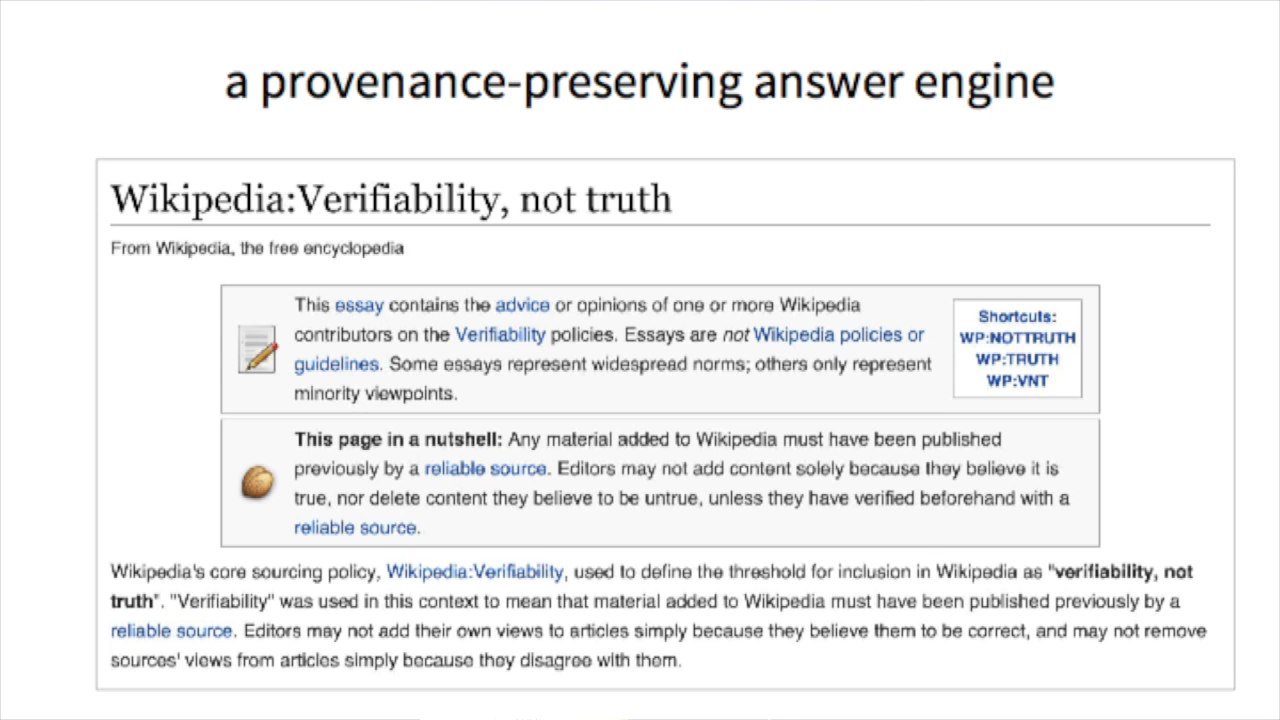 a provenance-preserving answer engine
Wikipedia:Verifiability, not truth
From Wikipedia, the free encyclopedia
This essay contains the advice or opinions of one or more Wikipedia
contributors on the Verifiability policies. Essays are not Wikipedia policies or
guidelines. Some essays represent widespread norms; others only represent
minority viewpoints.
Shortcuts:
WP:NOTTRUTH
WP:TRUTH
WP:VNT
This page in a nutshell: Any material added to Wikipedia must have been published
previously by a reliable source. Editors may not add content solely because they believe it is
true, nor delete content they believe to be untrue, unless they have verified beforehand with a
reliable source.
Wikipedia's core sourcing policy, Wikipedia:Verifiability, used to define the threshold for inclusion in Wikipedia as "verifiability, not
truth". "Verifiability" was used in this context to mean that material added to Wikipedia must have been published previously by a
reliable source. Editors may not add their own views to articles simply because they believe them to be correct, and may not remove
sources' views from articles simply because they disagree with them.